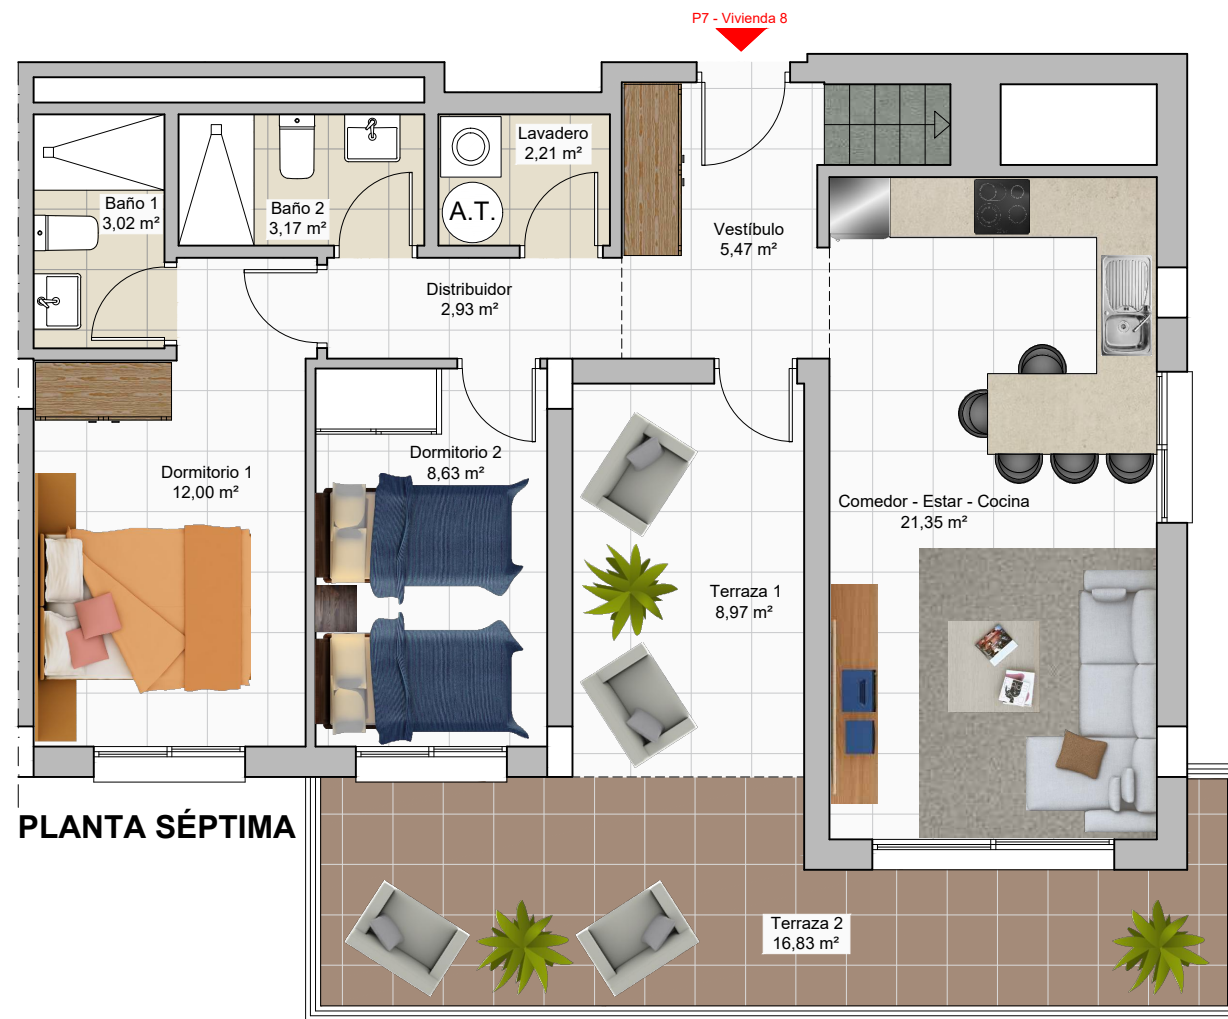 P7 - Vivienda 8
Lavadero
2,21 m²
Baño 1
3,02 m²
Baño 2
3,17 m²
A.T.
Vestíbulo
5,47 m²
Distribuidor
2,93 m²
Dormitorio 1
12,00 m²
Dormitorio 2
8,63 m²
Comedor - Estar - Cocina
21,35 m²
Terraza 1
8,97 m²
PLANTA SÉPTIMA
Terraza 2
16,83 m²